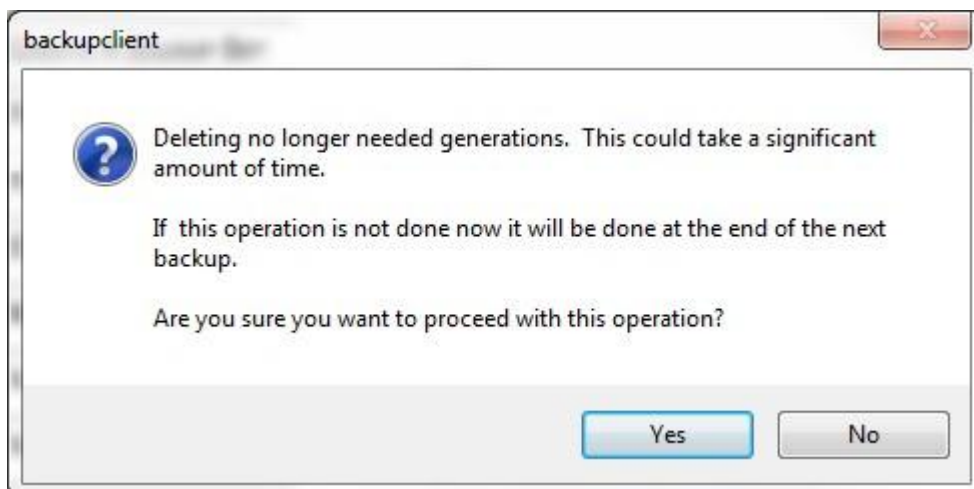 backupclient
Deleting no longer needed generations.  This could take a significant
amount of time.
If  this operation is not done now it will be done at the end of the next
backup.
Are you sure you want to proceed with this operation?
Yes
No